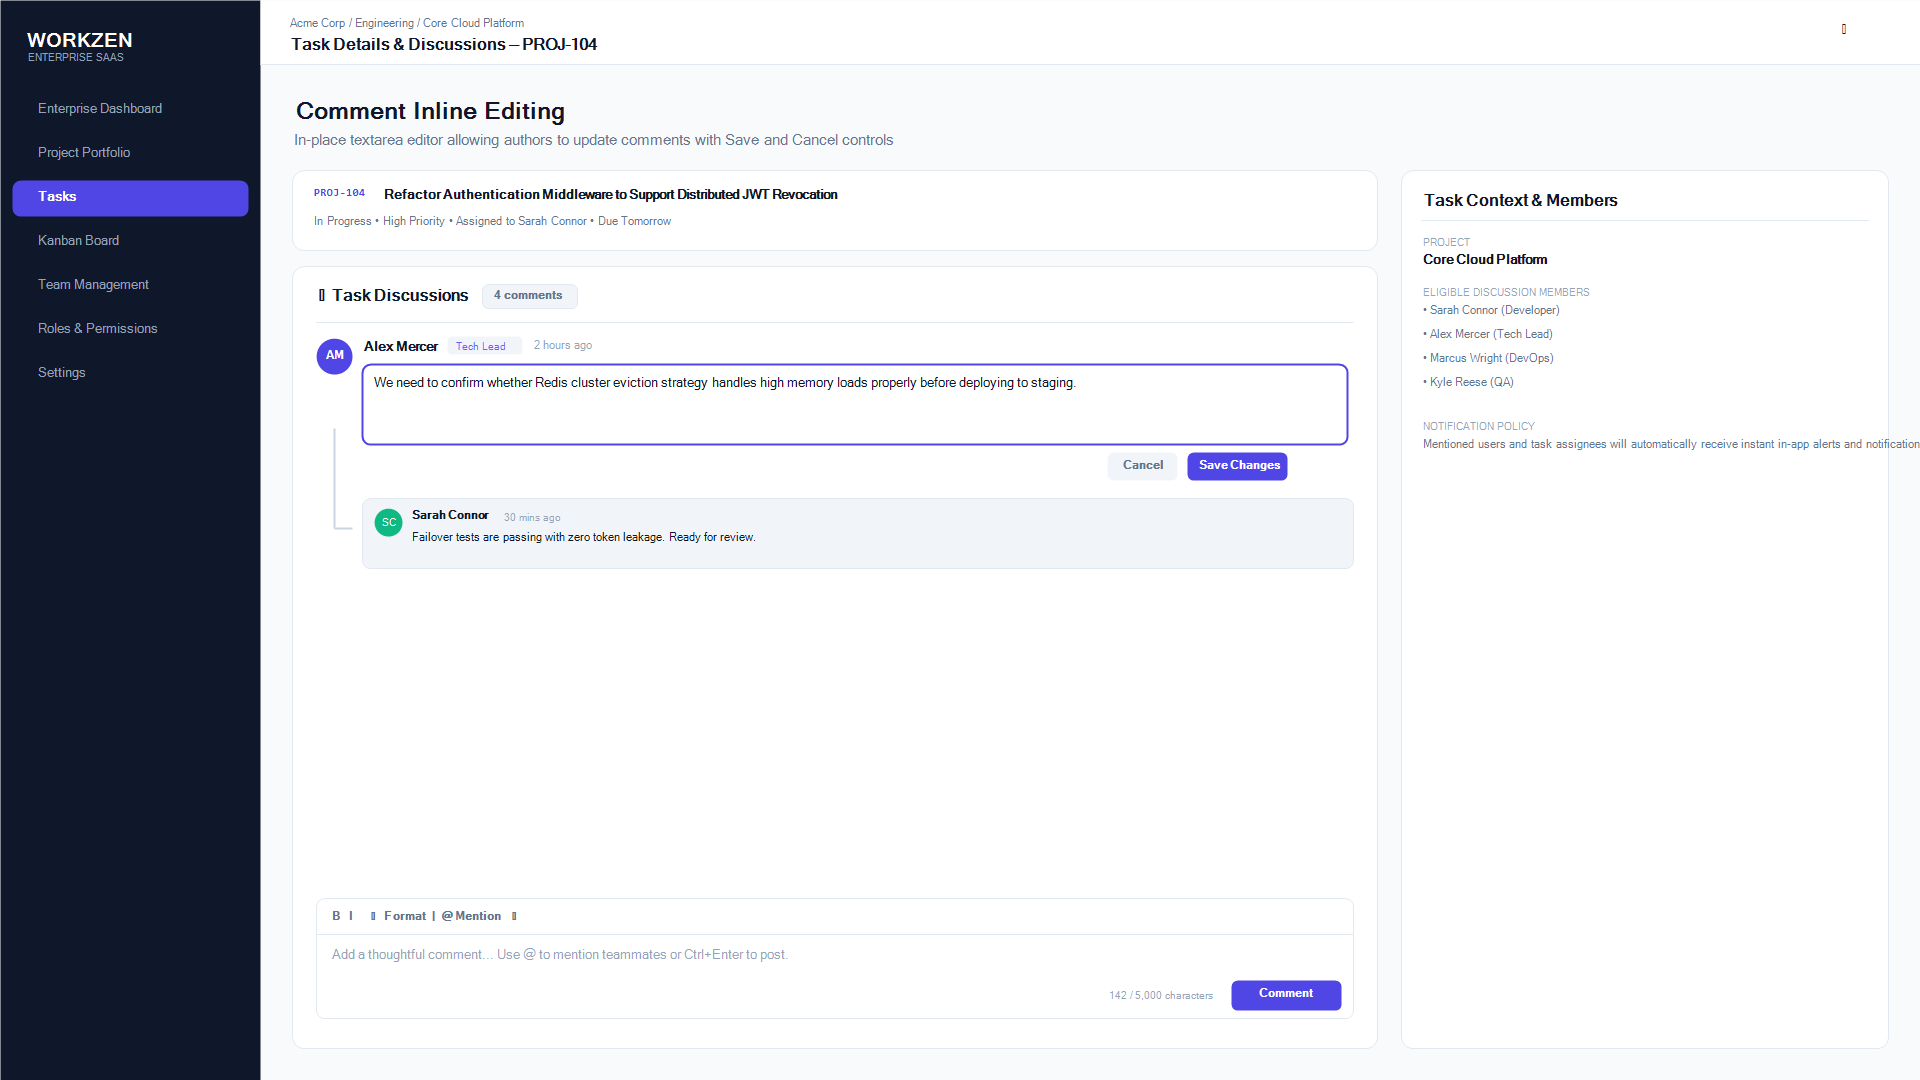 WORKZEN
ENTERPRISE SAAS
Enterprise Dashboard
Project Portfolio
Tasks
Kanban Board
Team Management
Roles & Permissions
Settings
Acme Corp / Engineering / Core Cloud Platform
Task Details & Discussions – PROJ-104
Comment Inline Editing
In-place textarea editor allowing authors to update comments with Save and Cancel controls
PROJ-104 Refactor Authentication Middleware to Support Distributed JWT Revocation
In Progress • High Priority • Assigned to Sarah Connor • Due Tomorrow
Task Discussions 4 comments
AM Alex Mercer Tech Lead 2 hours ago
We need to confirm whether Redis cluster eviction strategy handles high memory loads properly before deploying to staging.
Cancel Save Changes
SC Sarah Connor 30 mins ago
Failover tests are passing with zero token leakage. Ready for review.
B I Format | @Mention
Add a thoughtful comment... Use @ to mention teammates or Ctrl+Enter to post.
142 / 5,000 characters Comment
Task Context & Members
PROJECT
Core Cloud Platform
ELIGIBLE DISCUSSION MEMBERS
• Sarah Connor (Developer)
• Alex Mercer (Tech Lead)
• Marcus Wright (DevOps)
• Kyle Reese (QA)
NOTIFICATION POLICY
Mentioned users and task assignees will automatically receive instant in-app alerts and notification